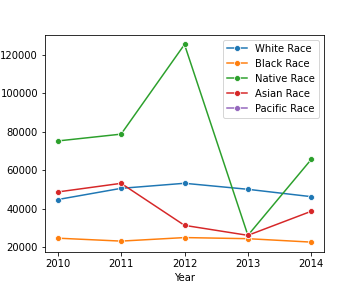 White Race
Black Race
Native Race
Asian Race
Pacific Race
120000
100000
80000
60000
40000
20000
2010 2011 2012 2013 2014
Year